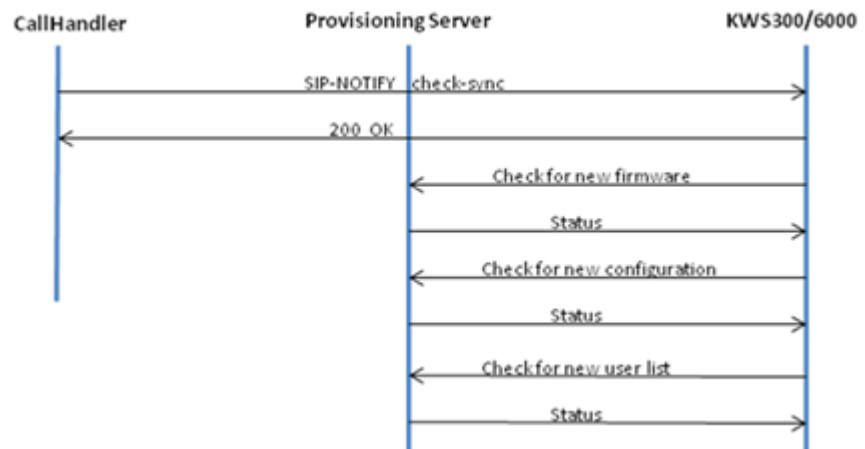 CallHandler Provisioning Server KWS300/6000
SIP-NOTIFY check-sync
200 OK
Check for new firmware
Status
Check for new configuration
Status
Check for new user list
Status